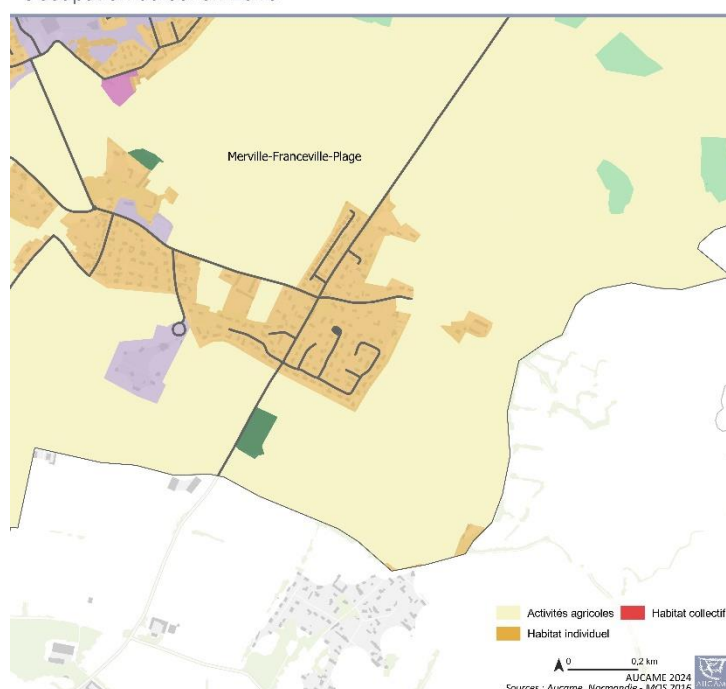 Merville-Franceville-Plage
Activités agricoles
Habitat collectif
Habitat individuel
0 0,2 km
AUCAME 2024
Sources : Aucame, Normandie - MOS 2016